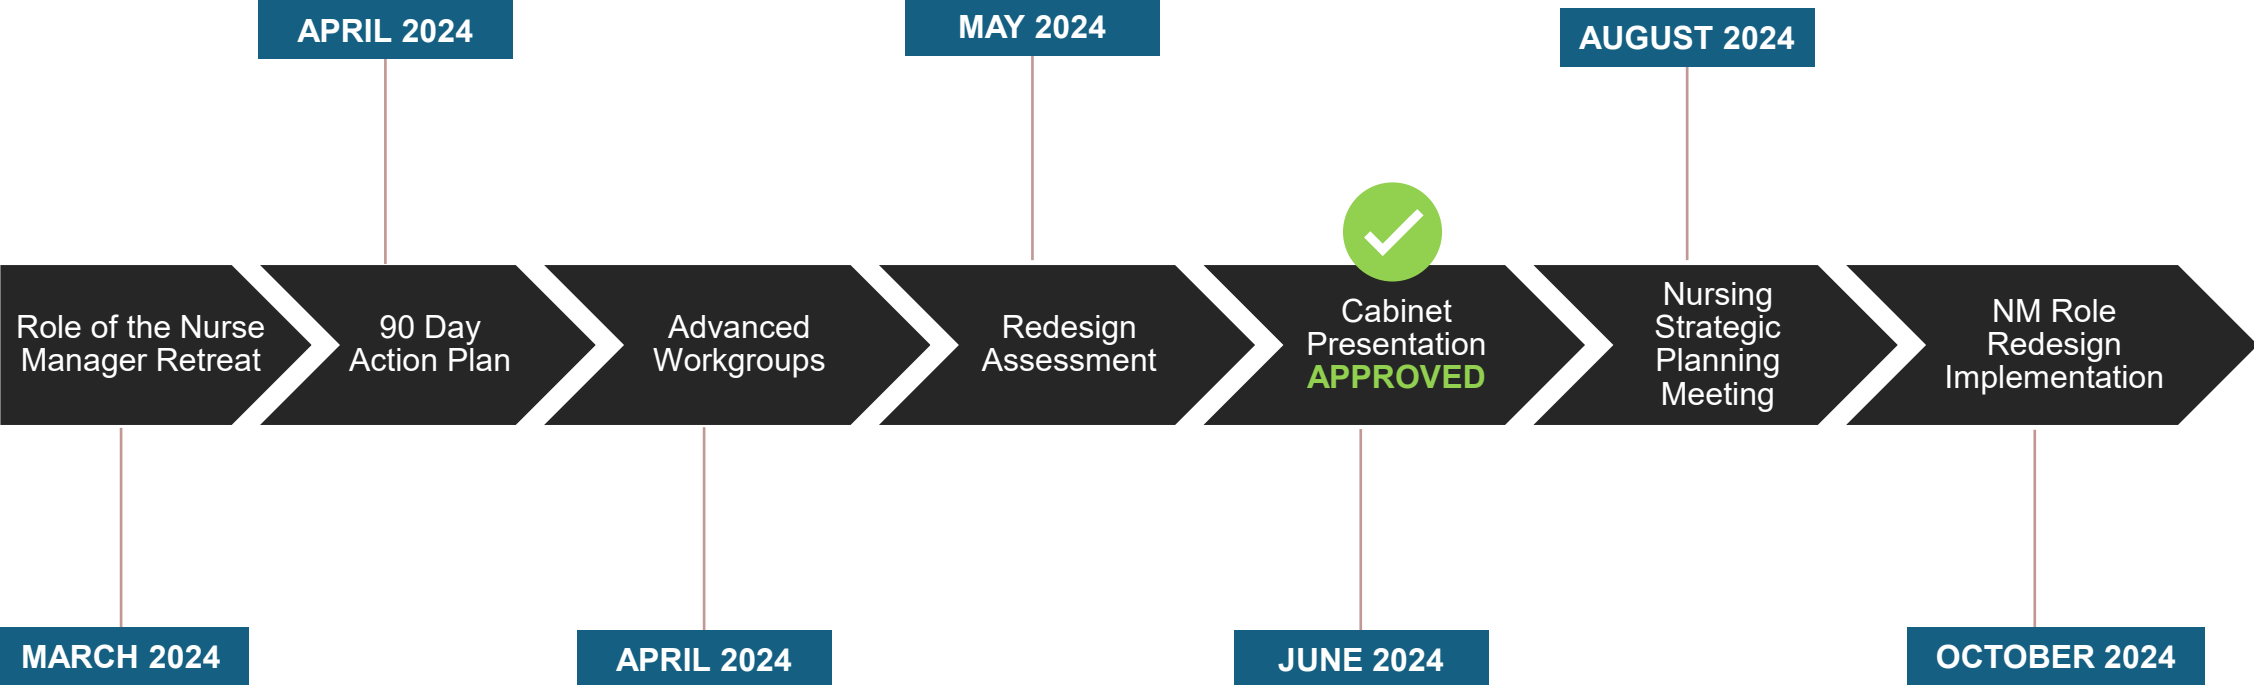 APRIL 2024
MAY 2024
AUGUST 2024
Role of the Nurse
Manager Retreat
90 Day
Action Plan
Advanced
Workgroups
Redesign
Assessment
Cabinet
Presentation
APPROVED
Nursing
Strategic
Planning
Meeting
NM Role
Redesign
Implementation
MARCH 2024
APRIL 2024
JUNE 2024
OCTOBER 2024